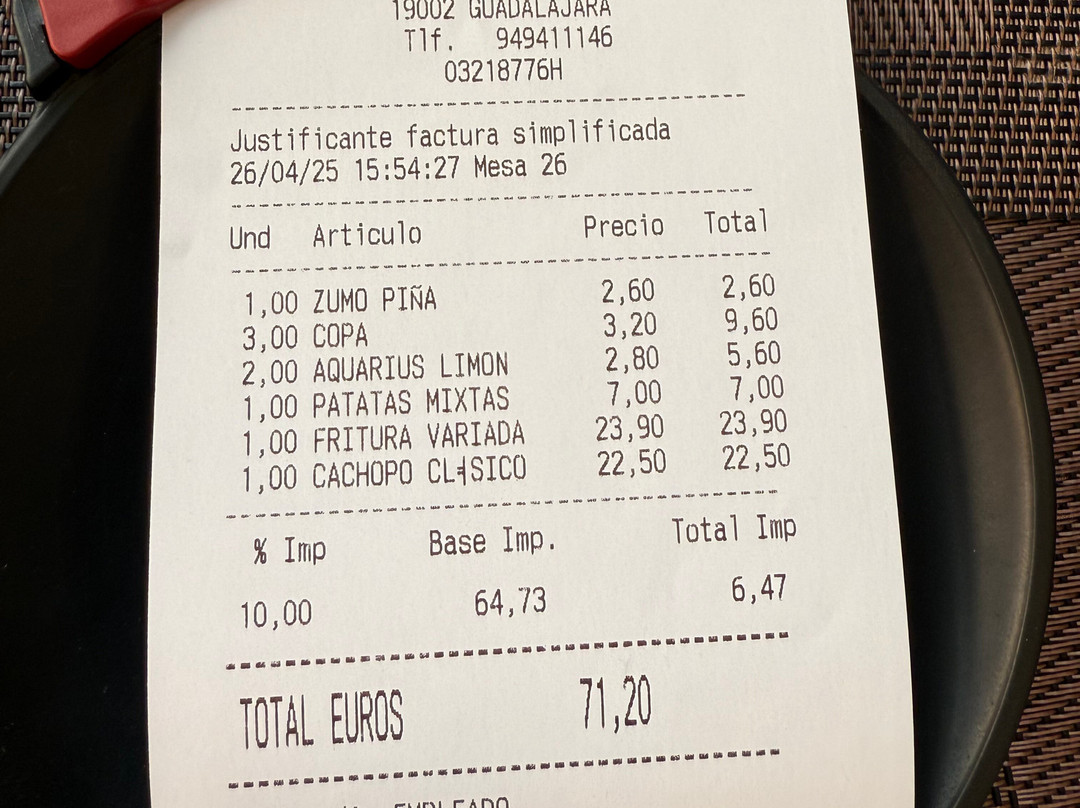 19002 GUADALAJARA
Tlf. 949411146
03218776H
Justificante factura simplificada
26/04/25 15:54:27 Mesa 26
Und Articulo Precio Total
1,00 ZUMO PIÑA 2,60 2,60
3,00 COPA 3,20 9,60
2,00 AQUARIUS LIMON 2,80 5,60
1,00 PATATAS MIXTAS 7,00 7,00
1,00 FRITURA VARIADA 23,90 23,90
1,00 CACHOPO CL╡SICO 22,50 22,50
% Imp Base Imp. Total Imp
10,00 64,73 6,47
TOTAL EUROS 71,20
EMPLEADO